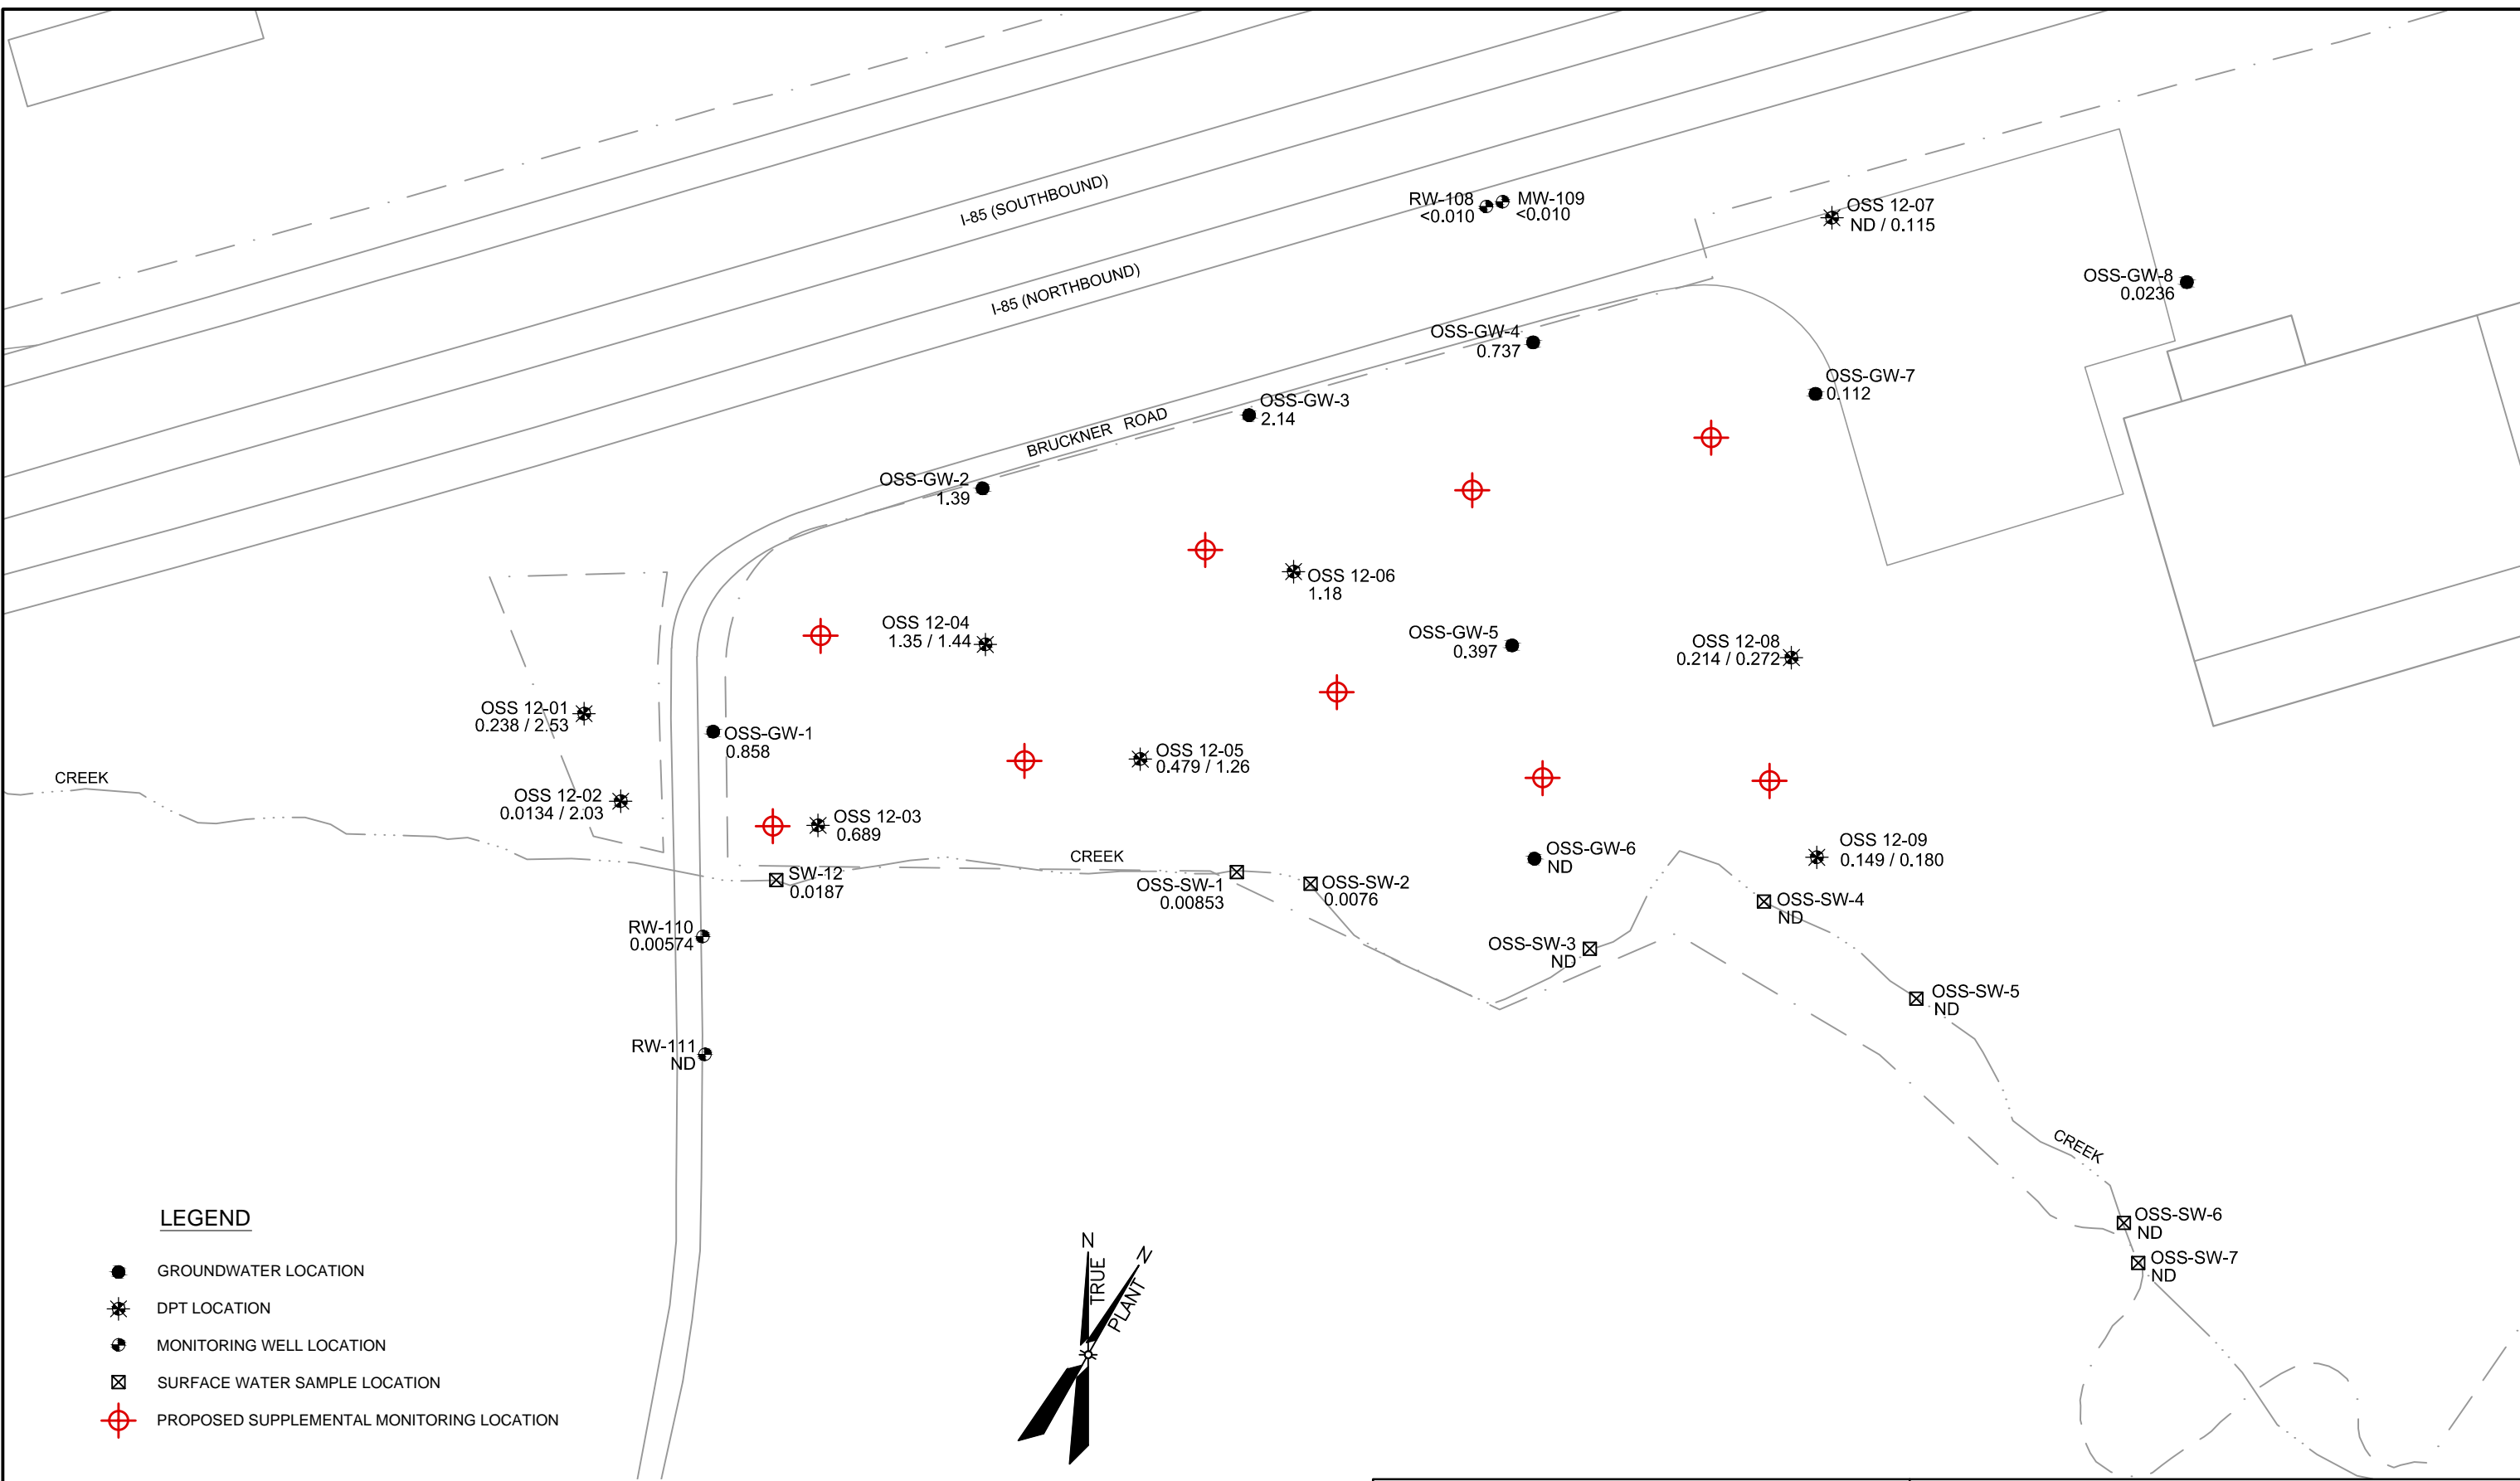 I-85 (SOUTHBOUND)
I-85 (NORTHBOUND)
RW-108
<0.010
MW-109
<0.010
OSS 12-07
ND / 0.115
OSS-GW-8
0.0236
OSS-GW-4
0.737
OSS-GW-7
0.112
OSS-GW-3
2.14
BRUCKNER ROAD
OSS-GW-2
1.39
OSS 12-06
1.18
OSS 12-04
1.35 / 1.44
OSS-GW-5
0.397
OSS 12-08
0.214 / 0.272
OSS 12-01
0.238 / 2.53
OSS-GW-1
0.858
OSS 12-05
0.479 / 1.26
CREEK
OSS 12-02
0.0134 / 2.03
OSS 12-03
0.689
OSS 12-09
0.149 / 0.180
OSS-GW-6
ND
CREEK
SW-12
0.0187
OSS-SW-1
0.00853
OSS-SW-2
0.0076
OSS-SW-4
ND
RW-110
0.00574
OSS-SW-3
ND
OSS-SW-5
ND
RW-111
ND
CREEK
OSS-SW-6
ND
OSS-SW-7
ND
LEGEND
GROUNDWATER LOCATION
DPT LOCATION
MONITORING WELL LOCATION
SURFACE WATER SAMPLE LOCATION
PROPOSED SUPPLEMENTAL MONITORING LOCATION
N
TRUE
N
PLANT